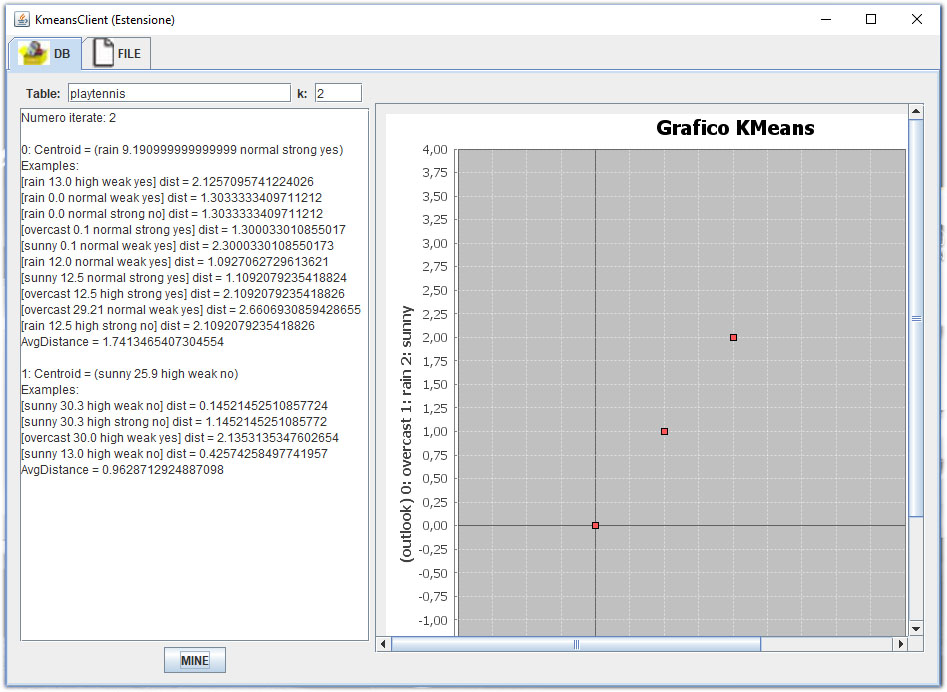 KmeansClient (Estensione)
DB
FILE
Table: playtennis k: 2
Numero iterate: 2
0: Centroid = (rain 9.190999999999999 normal strong yes)
Examples:
[rain 13.0 high weak yes] dist = 2.1257095741224026
[rain 0.0 normal weak yes] dist = 1.3033333409711212
[rain 0.0 normal strong no] dist = 1.3033333409711212
[overcast 0.1 normal strong yes] dist = 1.300033010855017
[sunny 0.1 normal weak yes] dist = 2.3000330108550173
[rain 12.0 normal weak yes] dist = 1.0927062729613621
[sunny 12.5 normal strong yes] dist = 1.1092079235418824
[overcast 12.5 high strong yes] dist = 2.1092079235418826
[overcast 29.21 normal weak yes] dist = 2.6606930859428655
[rain 12.5 high strong no] dist = 2.1092079235418826
AvgDistance = 1.7413465407304554
1: Centroid = (sunny 25.9 high weak no)
Examples:
[sunny 30.3 high weak no] dist = 0.14521452510857724
[sunny 30.3 high strong no] dist = 1.1452145251085772
[overcast 30.0 high weak yes] dist = 2.1353135347602654
[sunny 13.0 high weak no] dist = 0.42574258497741957
AvgDistance = 0.9628712924887098
MINE
Grafico KMeans
(outlook) 0: overcast 1: rain 2: sunny
4,00
3,75
3,50
3,25
3,00
2,75
2,50
2,25
2,00
1,75
1,50
1,25
1,00
0,75
0,50
0,25
0,00
-0,25
-0,50
-0,75
-1,00